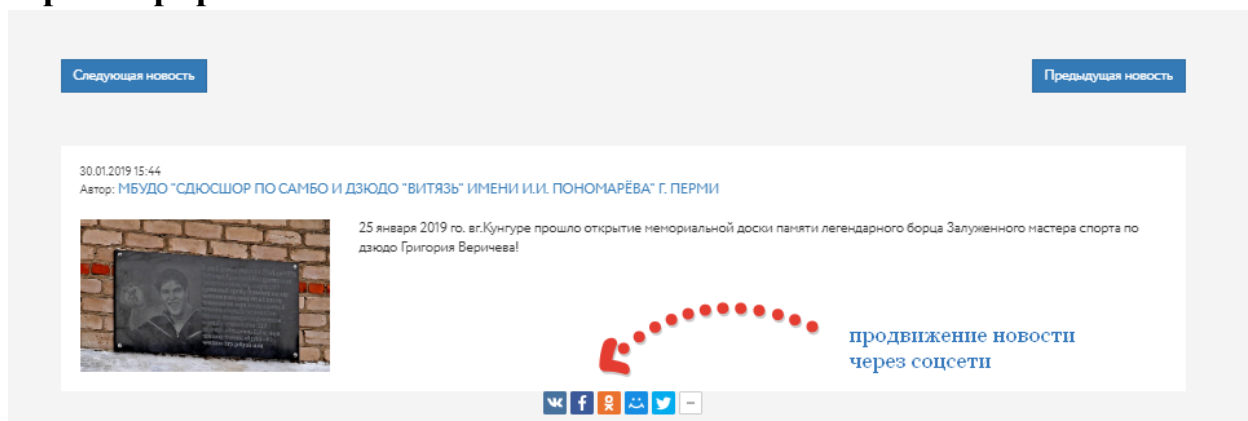 Следующая новость
Предыдущая новость
30.01.2019 15:44
Автор: МБУДО "СДЮСШОР ПО САМБО И ДЗЮДО "ВИТЯЗЬ" ИМЕНИ И.И. ПОНОМАРЁВА" Г. ПЕРМИ
25 января 2019 го. вг.Кунгуре прошло открытие мемориальной доски памяти легендарного борца Залуженного мастера спорта по
дзюдо Григория Веричева!
продвижение новости
через соцсети